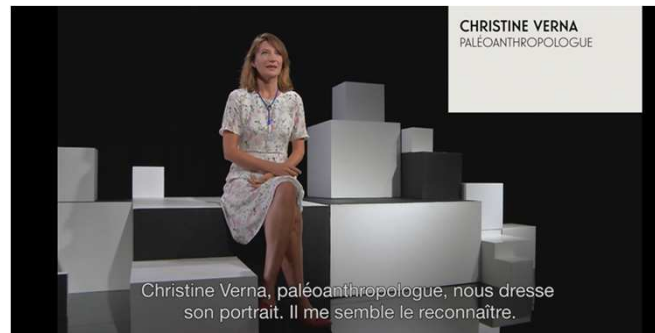 CHRISTINE VERNA
PALÉOANTHROPOLOGUE
Christine Verna, paléoanthropologue, nous dresse
son portrait. Il me semble le reconnaître.